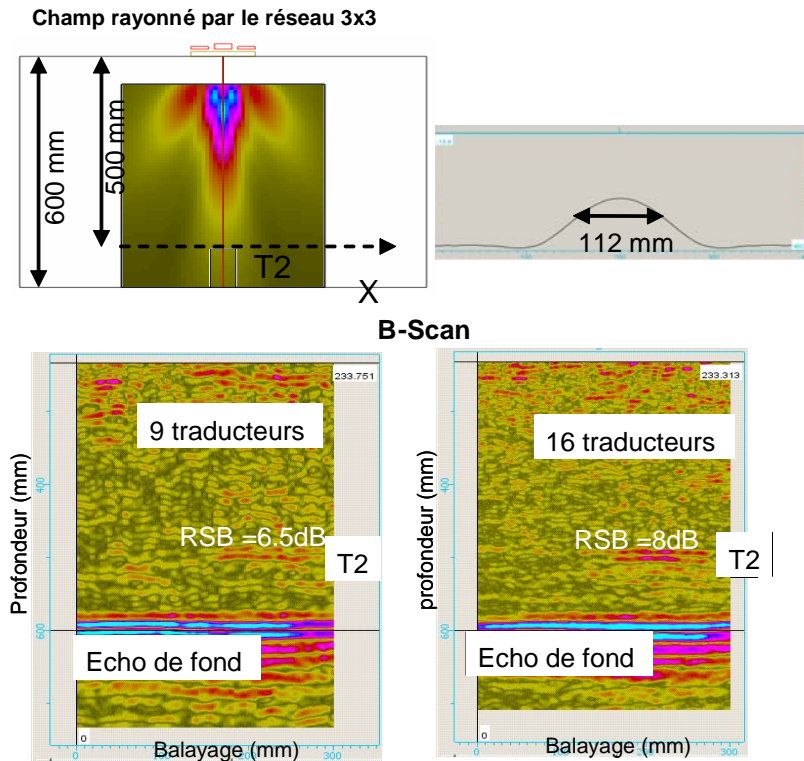 Champ rayonné par le réseau 3x3
600 mm
500 mm
T2
X
112 mm
B-Scan
233.751
9 traducteurs
Profondeur (mm)
400
RSB =6.5dB
T2
600
Echo de fond
0
0
100
200
300
Balayage (mm)
233.313
16 traducteurs
profondeur (mm)
400
RSB =8dB
T2
600
Echo de fond
0
0
100
200
300
Balayage (mm)